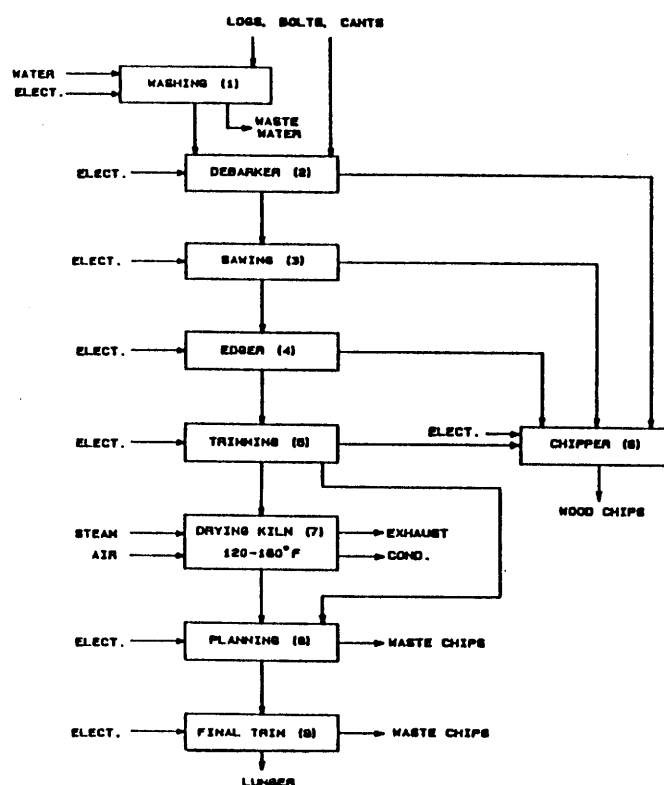 LOGS, BOLTS, CANTS
WATER
ELECT.
WASHING (1)
WASTE
WATER
ELECT.
DEBARKER (2)
ELECT.
SAWING (3)
ELECT.
EDGER (4)
ELECT.
TRIMMING (5)
ELECT.
CHIPPER (6)
WOOD CHIPS
STEAM
AIR
DRYING KILN (7)
120-160°F
EXHAUST
COND.
ELECT.
PLANNING (8)
WASTE CHIPS
ELECT.
FINAL TRIM (9)
WASTE CHIPS
LUMBER